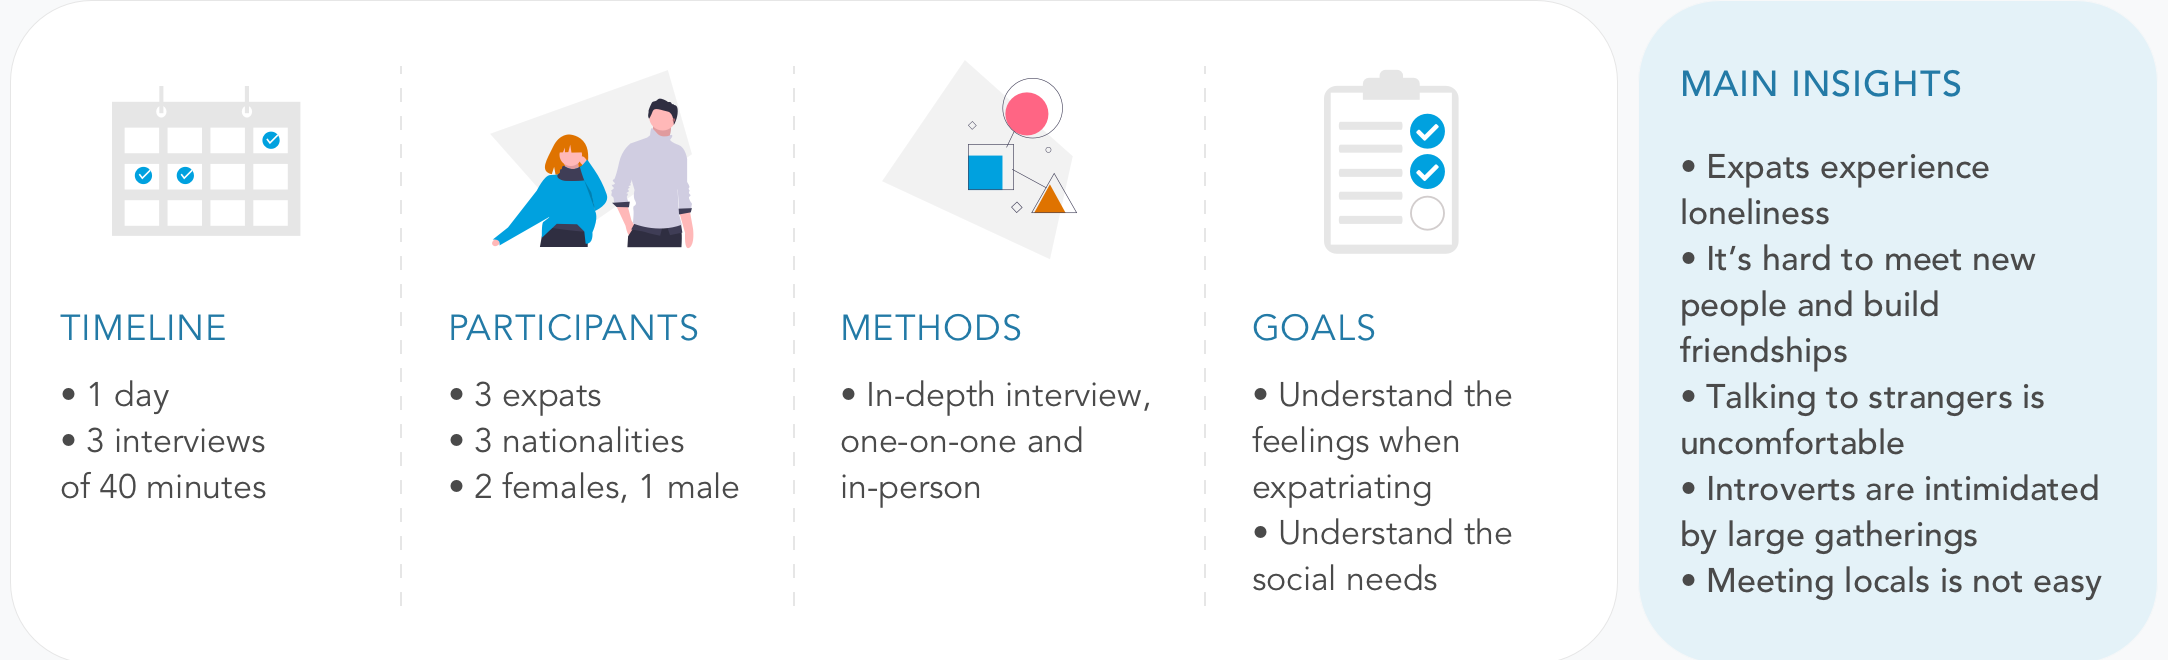 TIMELINE
• 1 day
• 3 interviews
of 40 minutes
PARTICIPANTS
• 3 expats
• 3 nationalities
• 2 females, 1 male
METHODS
• In-depth interview,
one-on-one and
in-person
GOALS
• Understand the
feelings when
expatriating
• Understand the
social needs
MAIN INSIGHTS
• Expats experience
loneliness
• It’s hard to meet new
people and build
friendships
• Talking to strangers is
uncomfortable
• Introverts are intimidated
by large gatherings
• Meeting locals is not easy